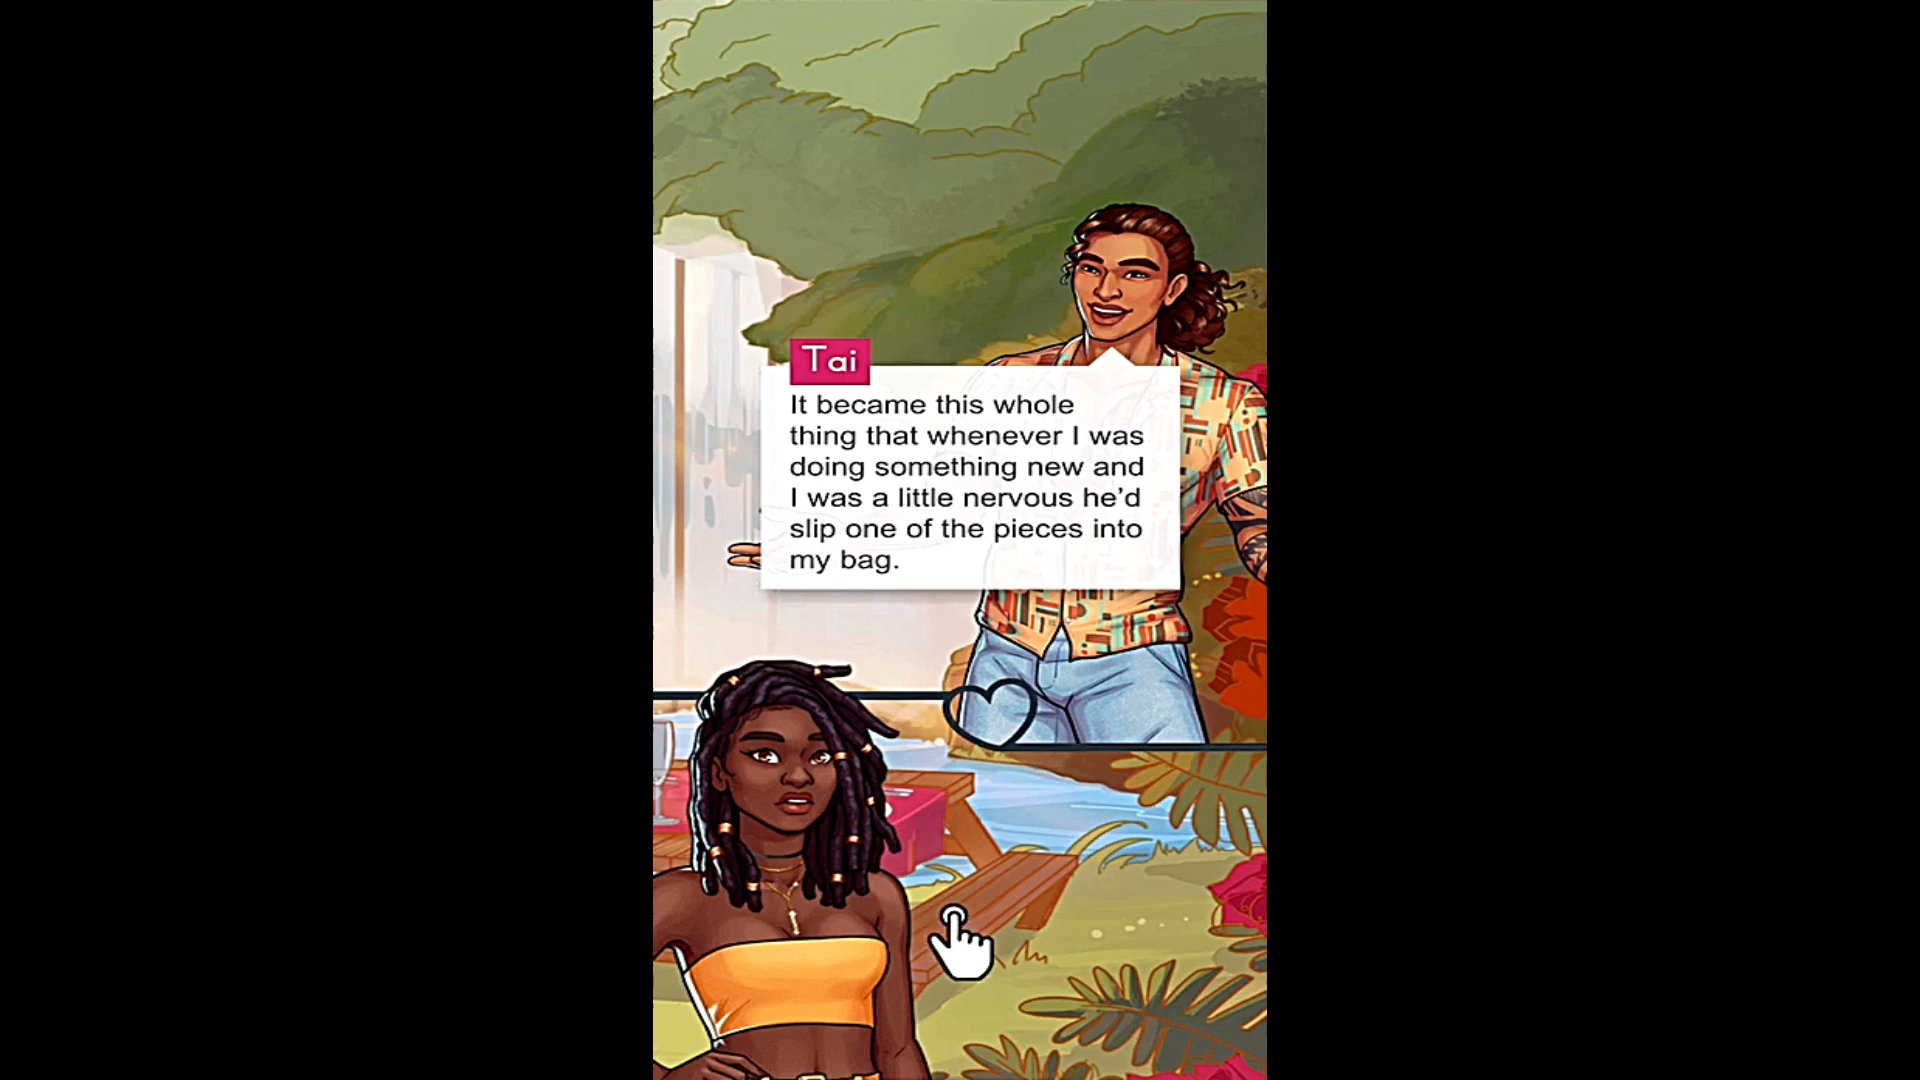 Tai
It became this whole
thing that whenever I was
doing something new and
I was a little nervous he’d
slip one of the pieces into
my bag.